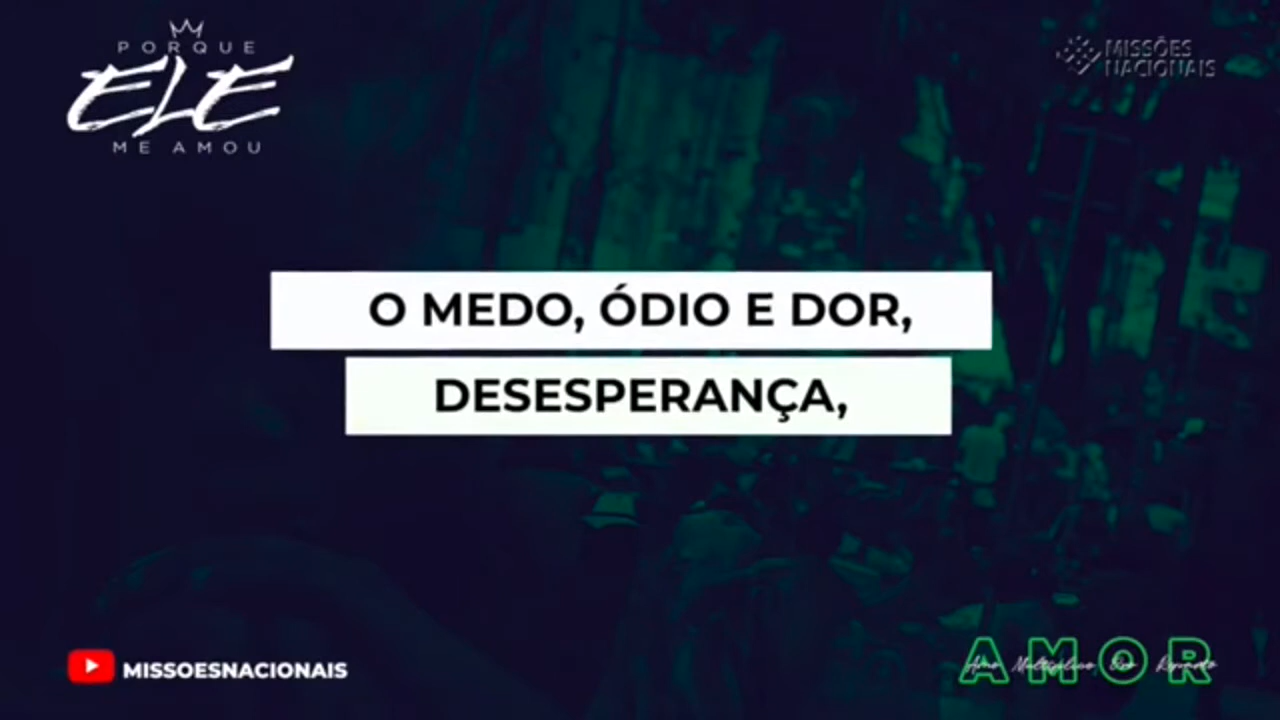 PORQUE
ELE
ME AMOU
MISSÕES
NACIONAIS
O MEDO, ÓDIO E DOR,
DESESPERANÇA,
MISSOESNACIONAIS
AMOR